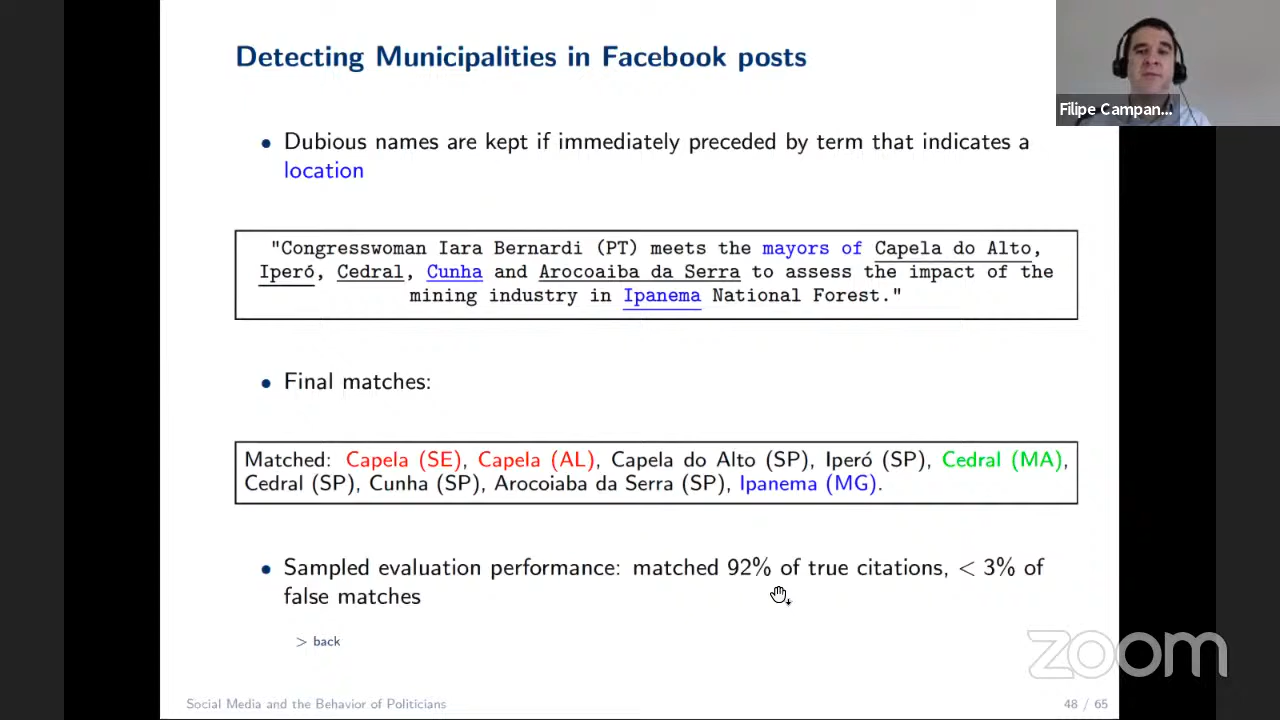 Detecting Municipalities in Facebook posts
Filipe Campan...
• Dubious names are kept if immediately preceded by term that indicates a
location
"Congresswoman Iara Bernardi (PT) meets the mayors of Capela do Alto,
Iperó, Cedral, Cunha and Arocoaiba da Serra to assess the impact of the
mining industry in Ipanema National Forest."
• Final matches:
Matched: Capela (SE), Capela (AL), Capela do Alto (SP), Iperó (SP), Cedral (MA),
Cedral (SP), Cunha (SP), Arocoiaba da Serra (SP), Ipanema (MG).
• Sampled evaluation performance: matched 92% of true citations, < 3% of
false matches
> back
zoom
Social Media and the Behavior of Politicians
48 / 65